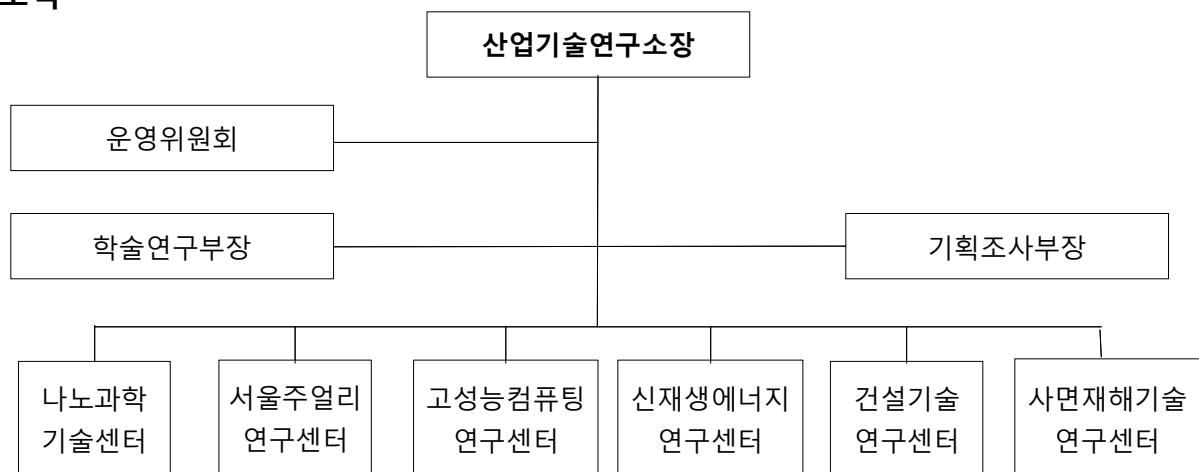 산업기술연구소장
운영위원회
학술연구부장
기획조사부장
나노과학
기술센터
서울주얼리
연구센터
고성능컴퓨팅
연구센터
신재생에너지
연구센터
건설기술
연구센터
사면재해기술
연구센터